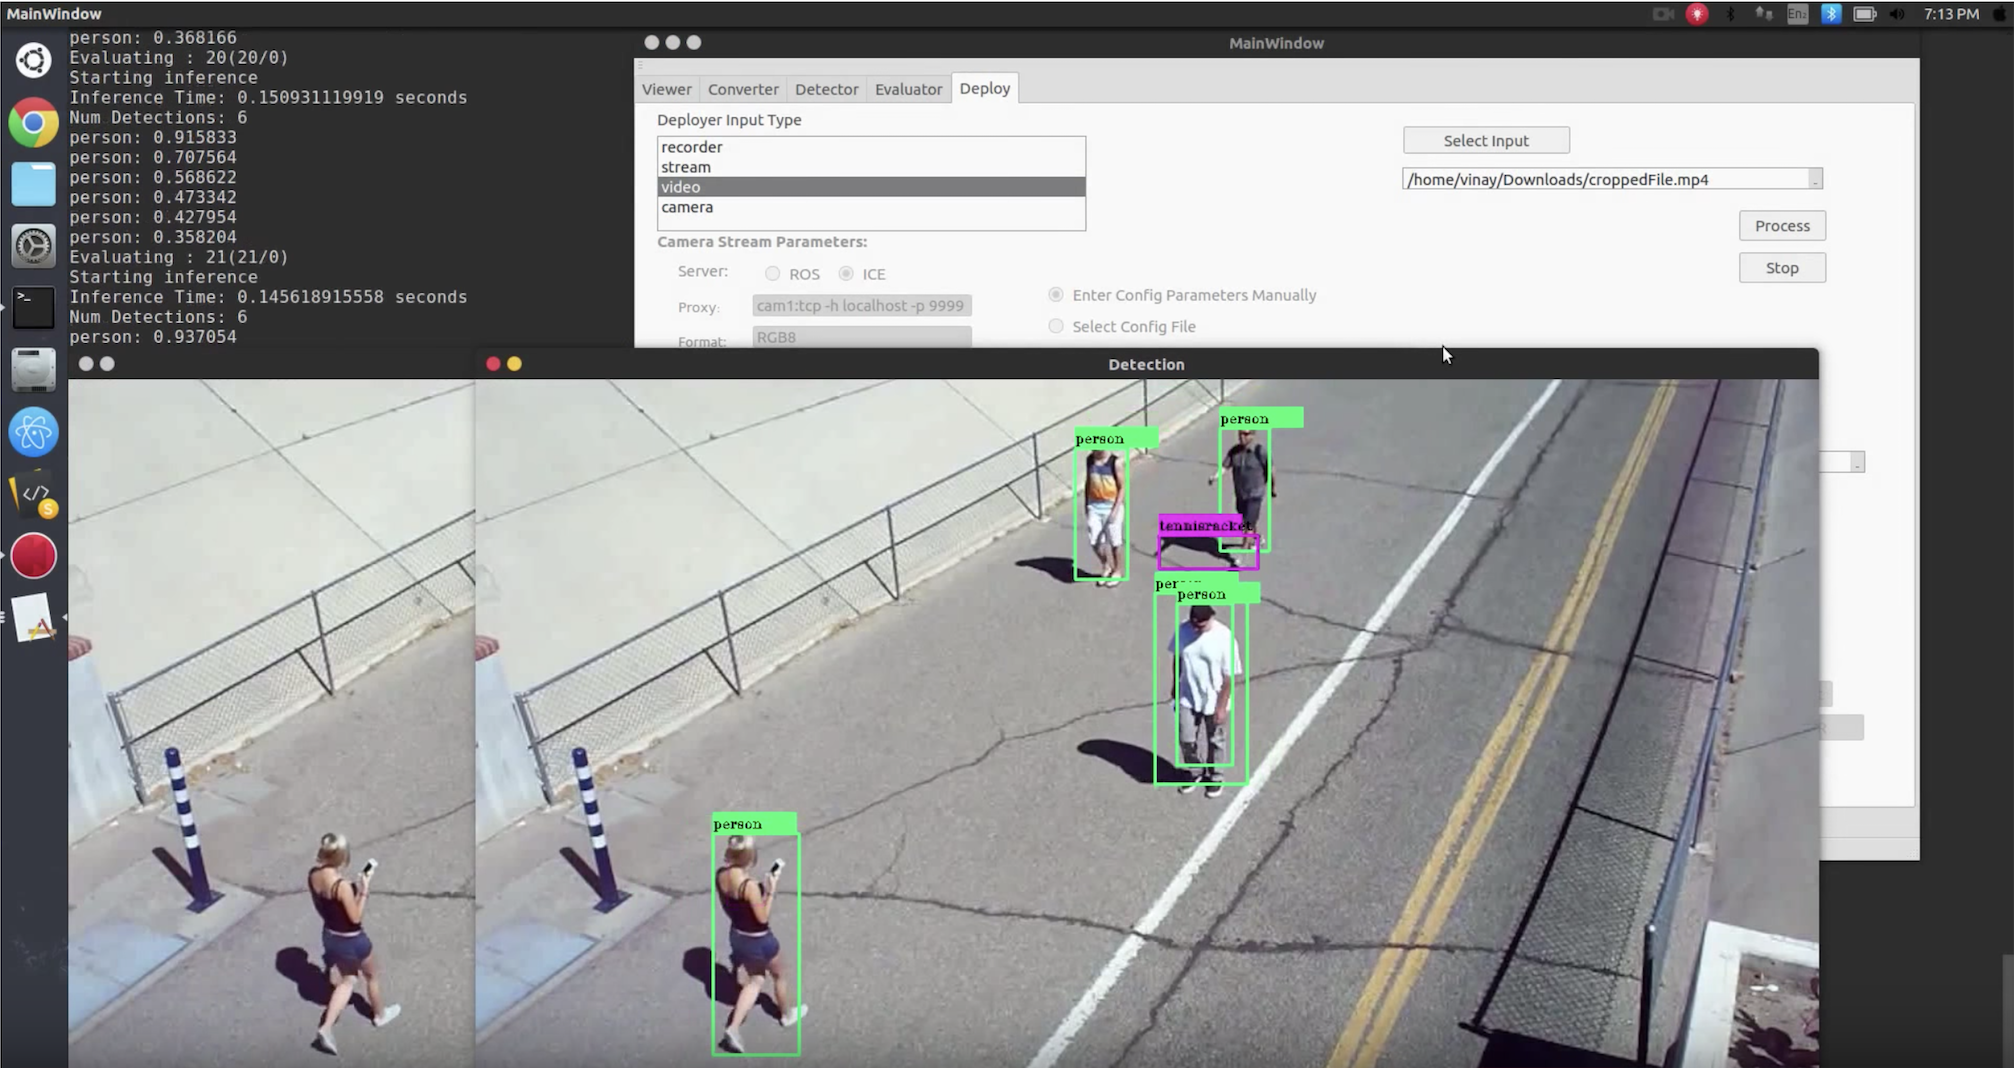 MainWindow
En₂
7:13 PM
person: 0.368166
Evaluating : 20(20/0)
Starting inference
Inference Time: 0.150931119919 seconds
Num Detections: 6
person: 0.915833
person: 0.707564
person: 0.568622
person: 0.473342
person: 0.427954
person: 0.358204
Evaluating : 21(21/0)
Starting inference
Inference Time: 0.145618915558 seconds
Num Detections: 6
person: 0.937054
MainWindow
Viewer
Converter
Detector
Evaluator
Deploy
Deployer Input Type
recorder
stream
video
camera
Select Input
/home/vinay/Downloads/croppedFile.mp4
Process
Stop
Camera Stream Parameters:
Server:
ROS
ICE
Proxy:
cam1:tcp -h localhost -p 9999
Format:
RGB8
Enter Config Parameters Manually
Select Config File
Detection
person
person
tennisracket
person
person